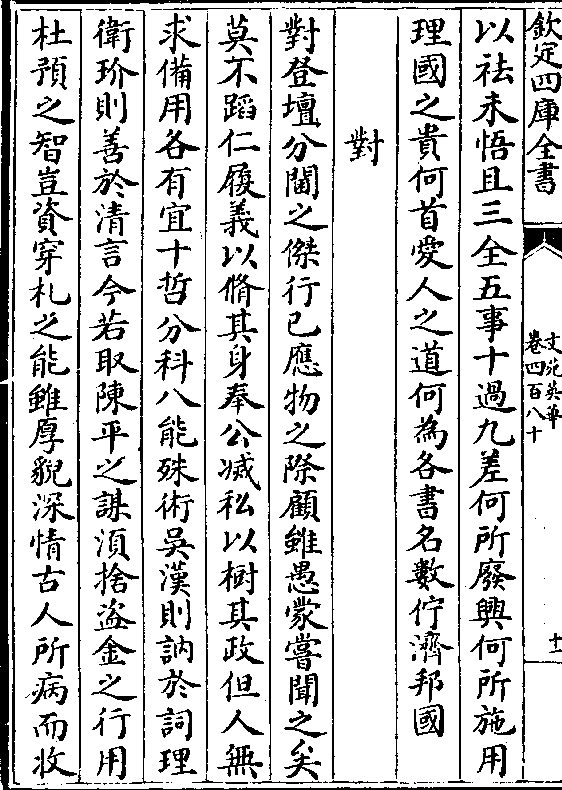 欽定四庫全書
文苑英華
卷四百八十
十一
以祛未悟且三全五事十過九差何所廢興何所施用
理國之貴何首愛人之道何為各書名數佇濟邦國
對
對登壇分閫之傑行已應物之際顧雖愚蒙嘗聞之矣
莫不蹈仁履義以脩其身奉公滅私以樹其政但人無
求備用各有宜十哲分科八能殊術吳漢則訥於詞理
衛玠則善於清言今若取陳平之謀湏捨盗金之行用
杜預之智豈資穿札之能雖厚貌深情古人所病而收